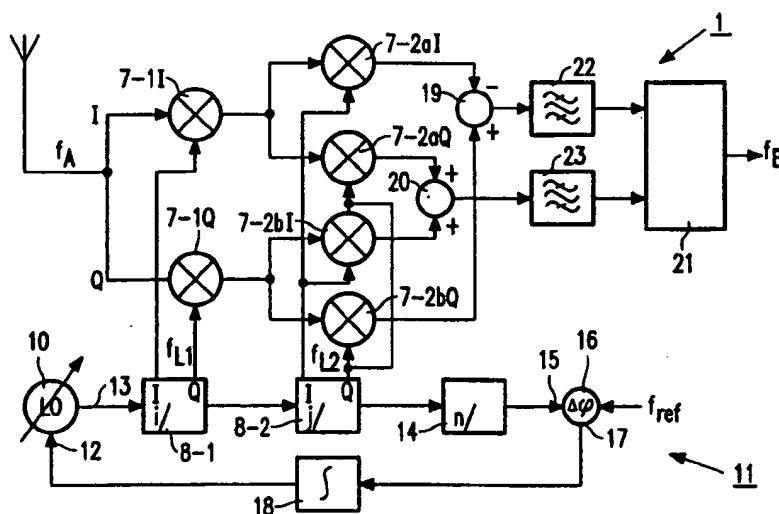 7-2aI
1
7-1I
22
19
−
+
I
7-2aQ
f_A
+
20
+
23
f_B
7-2bI
7-1Q
21
Q
7-2bQ
f_L1
f_L2
10
16
LO
13
I
Q
i/
I
Q
j/
n/
15
Δφ
f_ref
12
8-1
8-2
14
17
∫
18
11